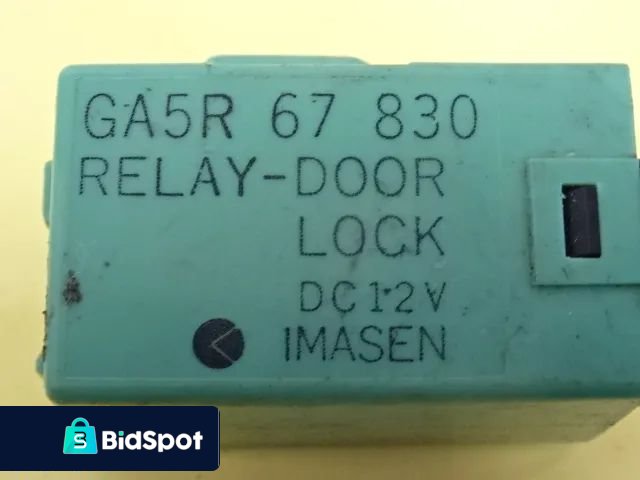 GA5R 67 830
RELAY-DOOR
LOCK
DC12V
IMASEN
BidSpot